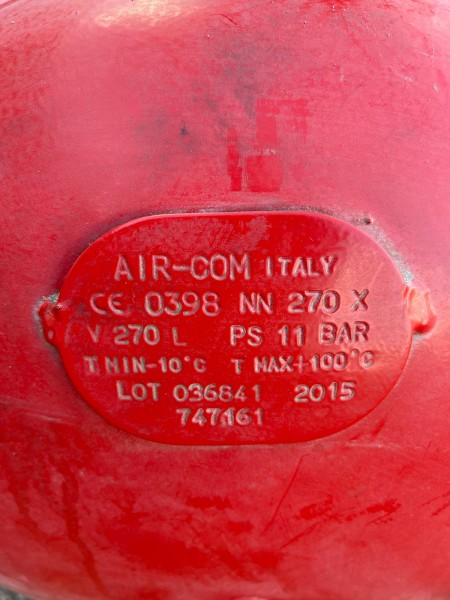 AIR-COM ITALY
CE 0398 NN 270 X
V 270 L PS 11 BAR
T MIN-10°C T MAX+100°C
LOT 036841 2015
747161